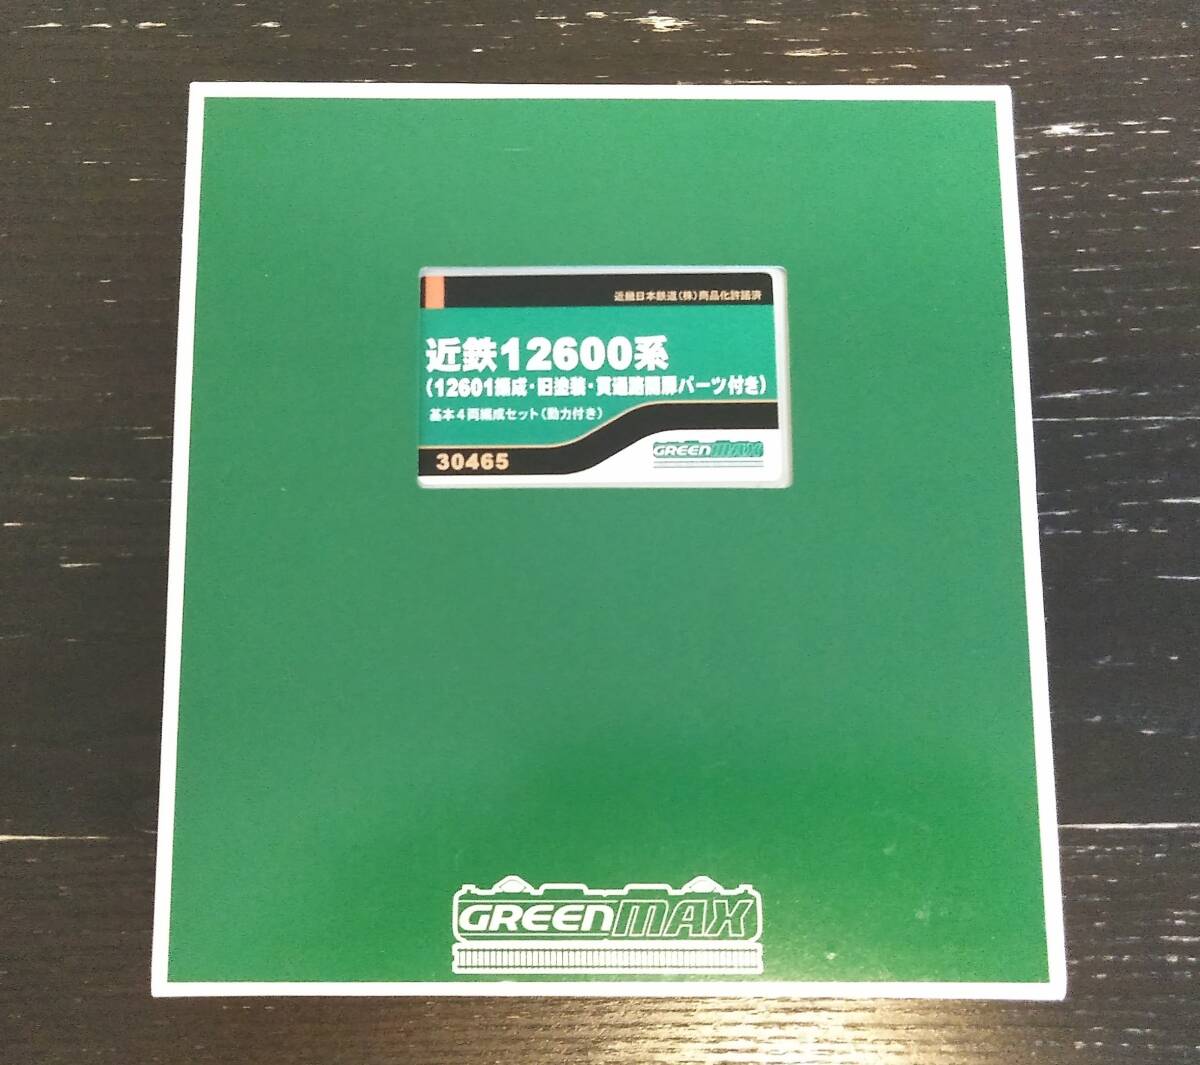 近畿日本鉄道(株)商品化許諾済
近鉄12600系
(12601編成・旧塗装・貫通路開扉パーツ付き)
基本4両編成セット(動力付き)
30465
GREENMAX
GREENMAX